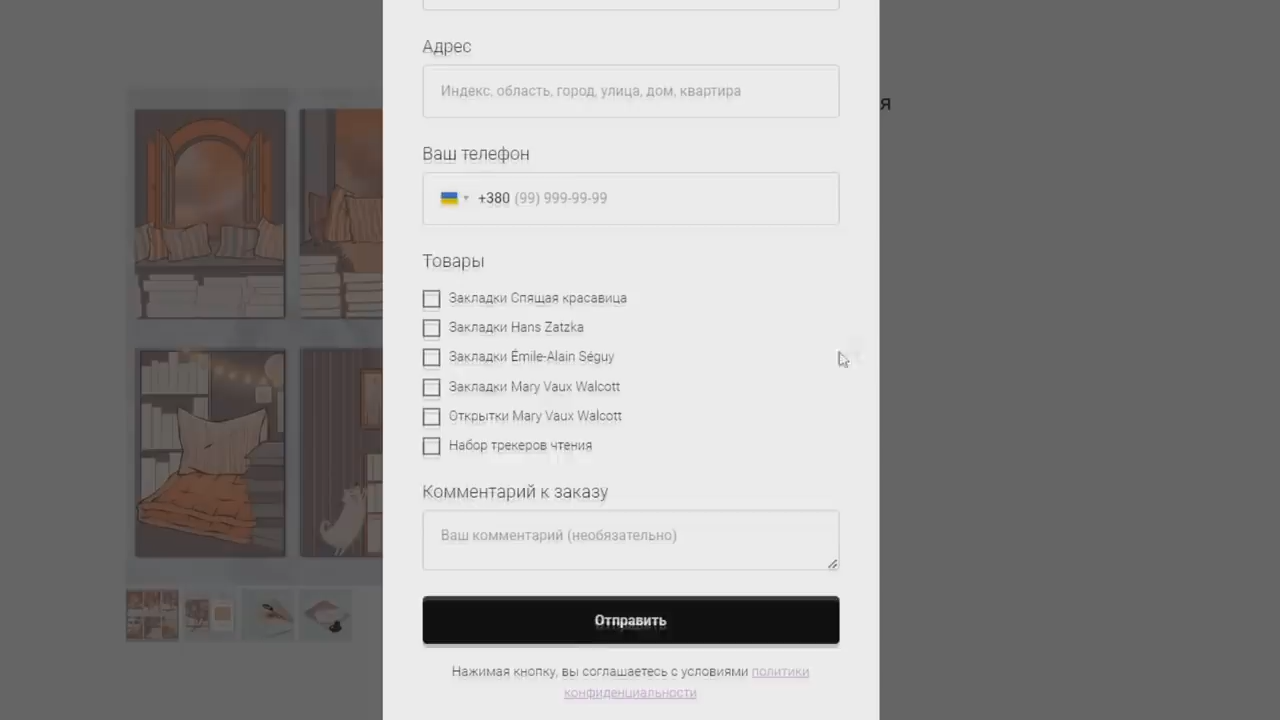 Адрес
Индекс, область, город, улица, дом, квартира
я
Ваш телефон
+380 (99) 999-99-99
Товары
Закладки Спящая красавица
Закладки Hans Zatzka
Закладки Émile-Alain Séguy
Закладки Mary Vaux Walcott
Открытки Mary Vaux Walcott
Набор трекеров чтения
Комментарий к заказу
Ваш комментарий (необязательно)
Отправить
Нажимая кнопку, вы соглашаетесь с условиями политики
конфиденциальности